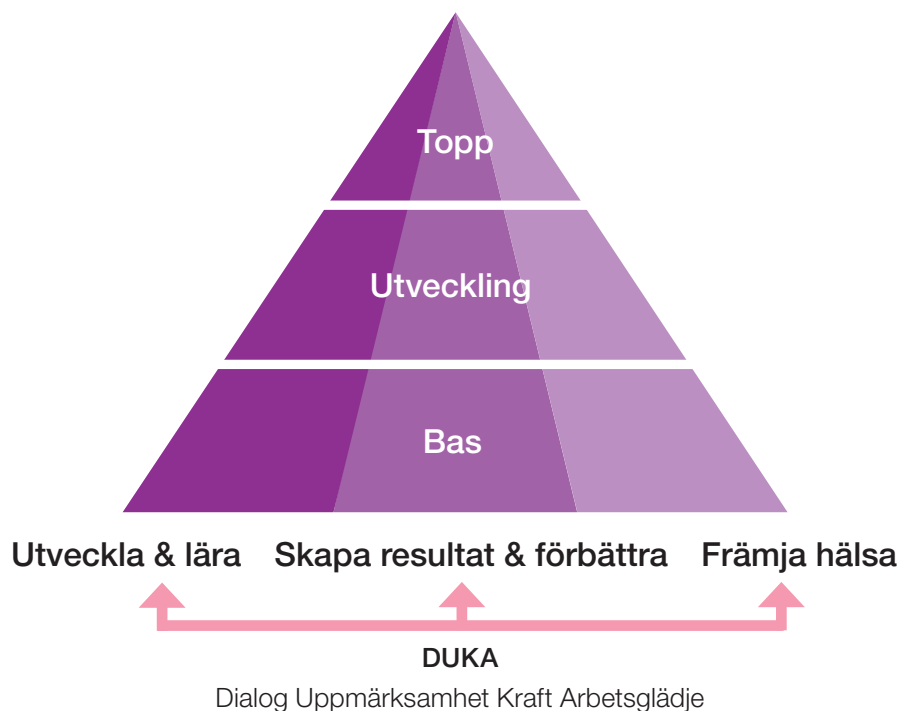 Topp
Utveckling
Bas
Utveckla & lära Skapa resultat & förbättra Främja hälsa
DUKA
Dialog Uppmärksamhet Kraft Arbetsglädje